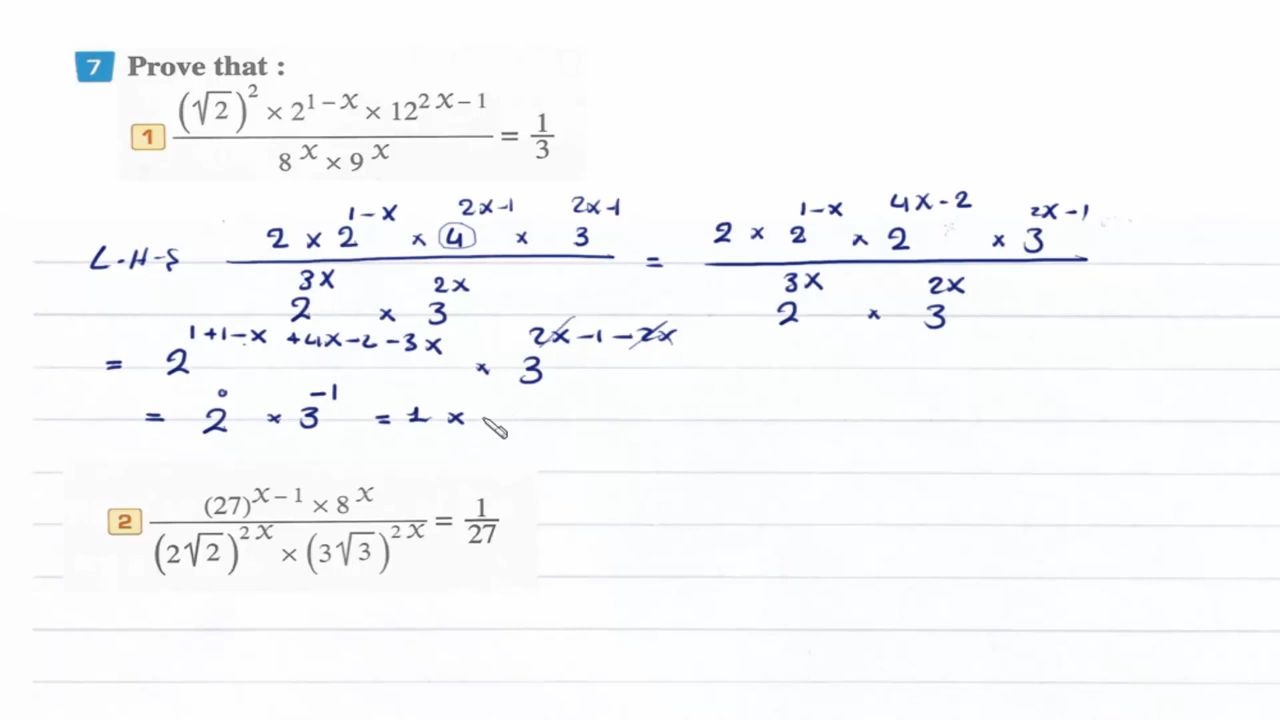 7 Prove that :
1 (√2)² × 2^(1−x) × 12^(2x−1) / 8^x × 9^x = 1/3
L-H-S 2 × 2^(1−x) × 4^(2x−1) × 3^(2x−1) / 2^(3x) × 3^(2x) = 2 × 2^(1−x) × 2^(4x−2) × 3^(2x−1) / 2^(3x) × 3^(2x)
= 2^(1+1−x+4x−2−3x) × 3^(2x−1−2x)
= 2^0 × 3^(−1) = 1 ×
2 (27)^(x−1) × 8^x / (2√2)^(2x) × (3√3)^(2x) = 1/27